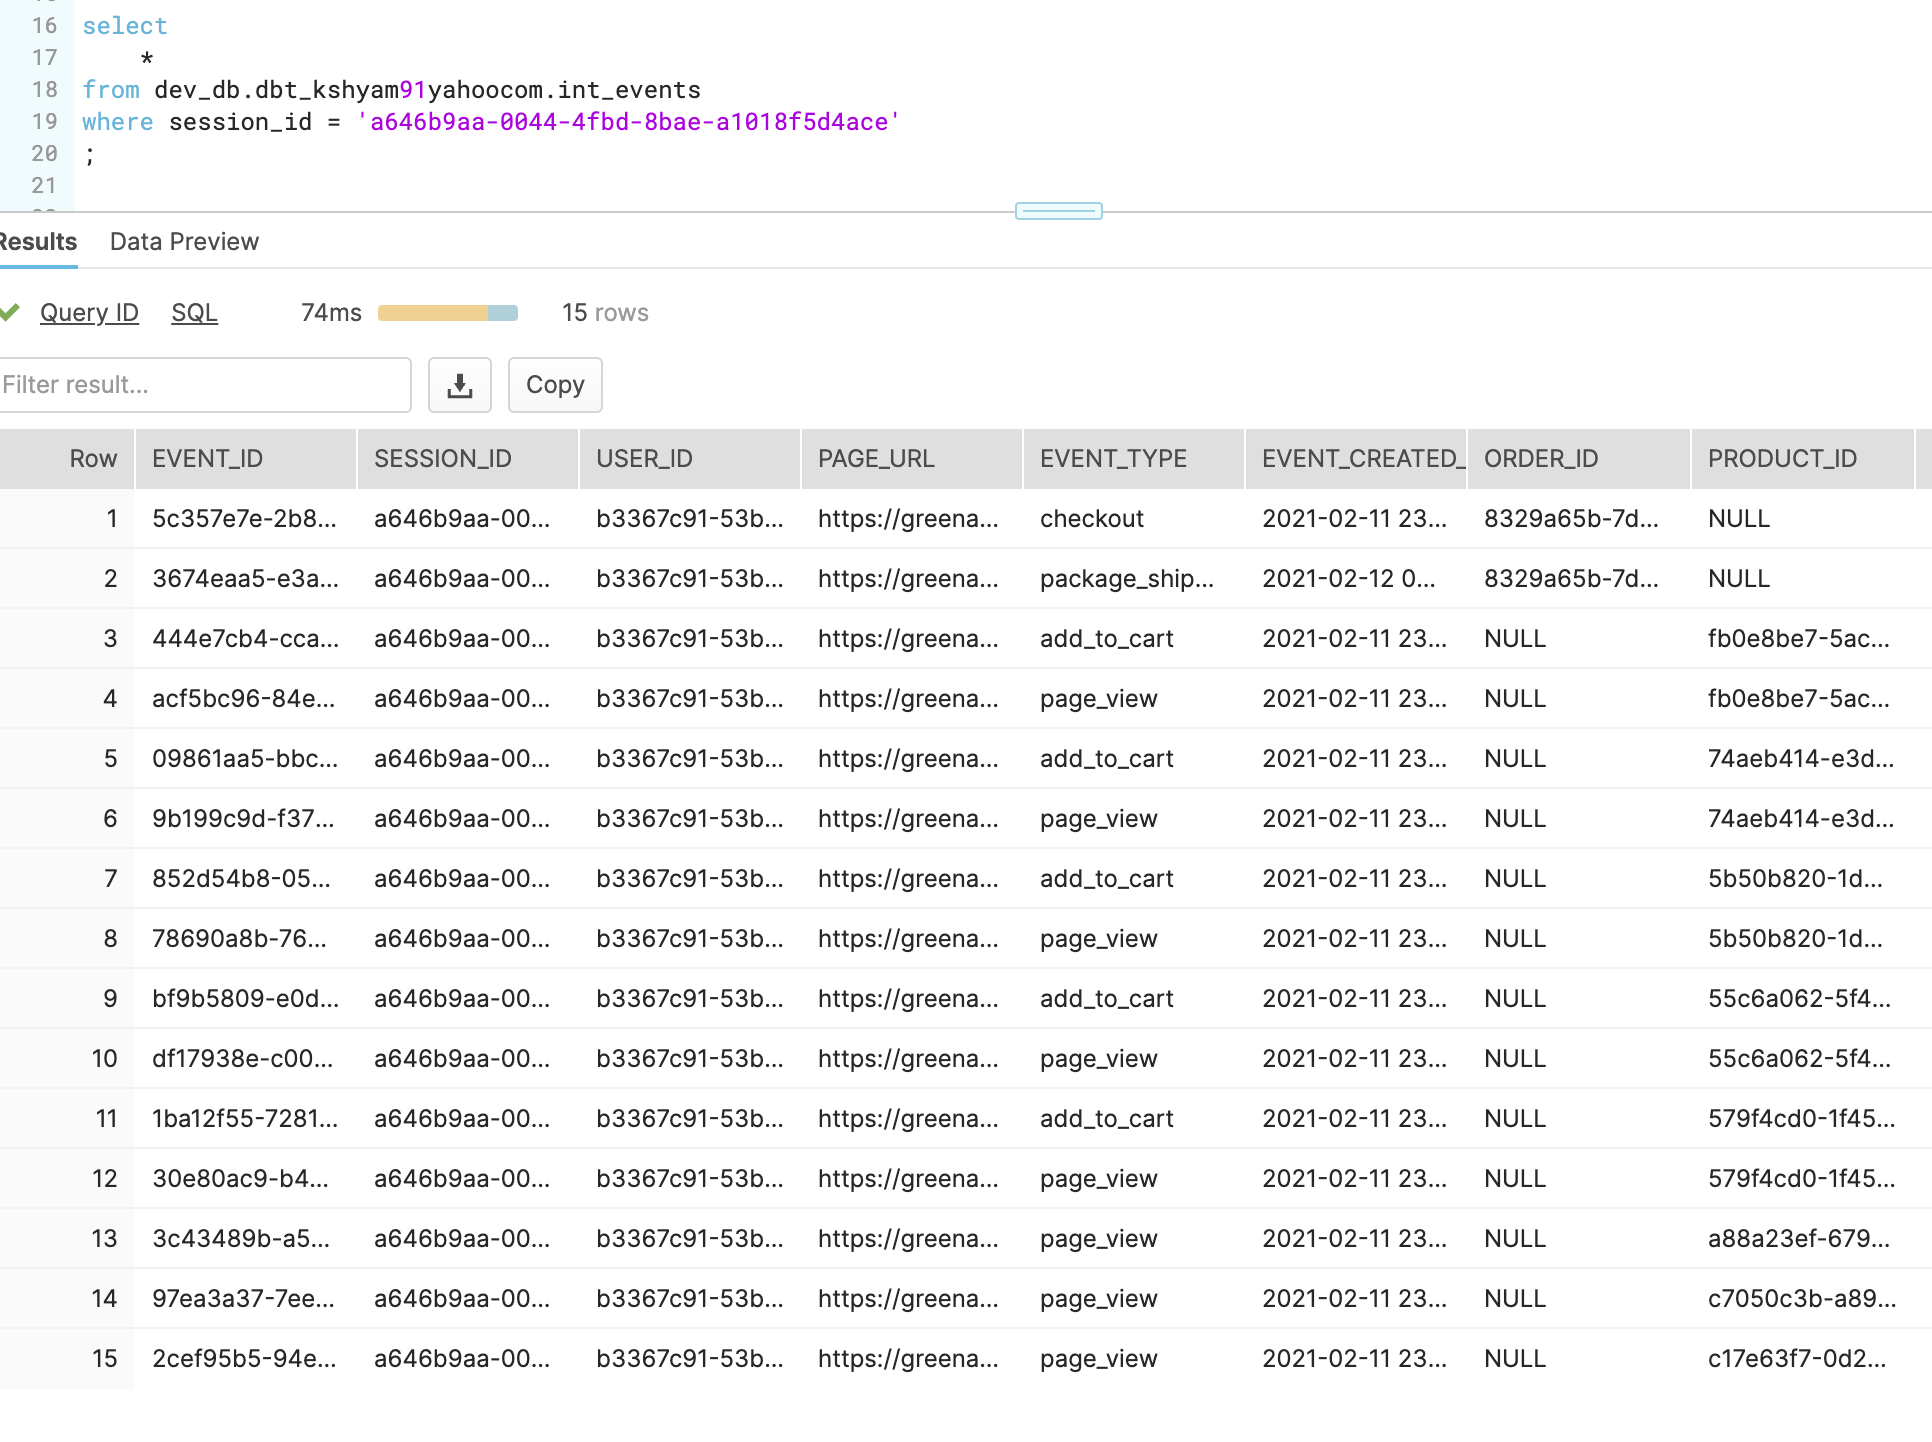 16 select
17 *
18 from dev_db.dbt_kshyam91yahoocom.int_events
19 where session_id = 'a646b9aa-0044-4fbd-8bae-a1018f5d4ace'
20 ;
21
Results Data Preview
Query ID SQL 74ms 15 rows
Filter result... Copy
Row EVENT_ID SESSION_ID USER_ID PAGE_URL EVENT_TYPE EVENT_CREATED_ ORDER_ID PRODUCT_ID
1 5c357e7e-2b8... a646b9aa-00... b3367c91-53b... https://greena... checkout 2021-02-11 23... 8329a65b-7d... NULL
2 3674eaa5-e3a... a646b9aa-00... b3367c91-53b... https://greena... package_ship... 2021-02-12 0... 8329a65b-7d... NULL
3 444e7cb4-cca... a646b9aa-00... b3367c91-53b... https://greena... add_to_cart 2021-02-11 23... NULL fb0e8be7-5ac...
4 acf5bc96-84e... a646b9aa-00... b3367c91-53b... https://greena... page_view 2021-02-11 23... NULL fb0e8be7-5ac...
5 09861aa5-bbc... a646b9aa-00... b3367c91-53b... https://greena... add_to_cart 2021-02-11 23... NULL 74aeb414-e3d...
6 9b199c9d-f37... a646b9aa-00... b3367c91-53b... https://greena... page_view 2021-02-11 23... NULL 74aeb414-e3d...
7 852d54b8-05... a646b9aa-00... b3367c91-53b... https://greena... add_to_cart 2021-02-11 23... NULL 5b50b820-1d...
8 78690a8b-76... a646b9aa-00... b3367c91-53b... https://greena... page_view 2021-02-11 23... NULL 5b50b820-1d...
9 bf9b5809-e0d... a646b9aa-00... b3367c91-53b... https://greena... add_to_cart 2021-02-11 23... NULL 55c6a062-5f4...
10 df17938e-c00... a646b9aa-00... b3367c91-53b... https://greena... page_view 2021-02-11 23... NULL 55c6a062-5f4...
11 1ba12f55-7281... a646b9aa-00... b3367c91-53b... https://greena... add_to_cart 2021-02-11 23... NULL 579f4cd0-1f45...
12 30e80ac9-b4... a646b9aa-00... b3367c91-53b... https://greena... page_view 2021-02-11 23... NULL 579f4cd0-1f45...
13 3c43489b-a5... a646b9aa-00... b3367c91-53b... https://greena... page_view 2021-02-11 23... NULL a88a23ef-679...
14 97ea3a37-7ee... a646b9aa-00... b3367c91-53b... https://greena... page_view 2021-02-11 23... NULL c7050c3b-a89...
15 2cef95b5-94e... a646b9aa-00... b3367c91-53b... https://greena... page_view 2021-02-11 23... NULL c17e63f7-0d2...